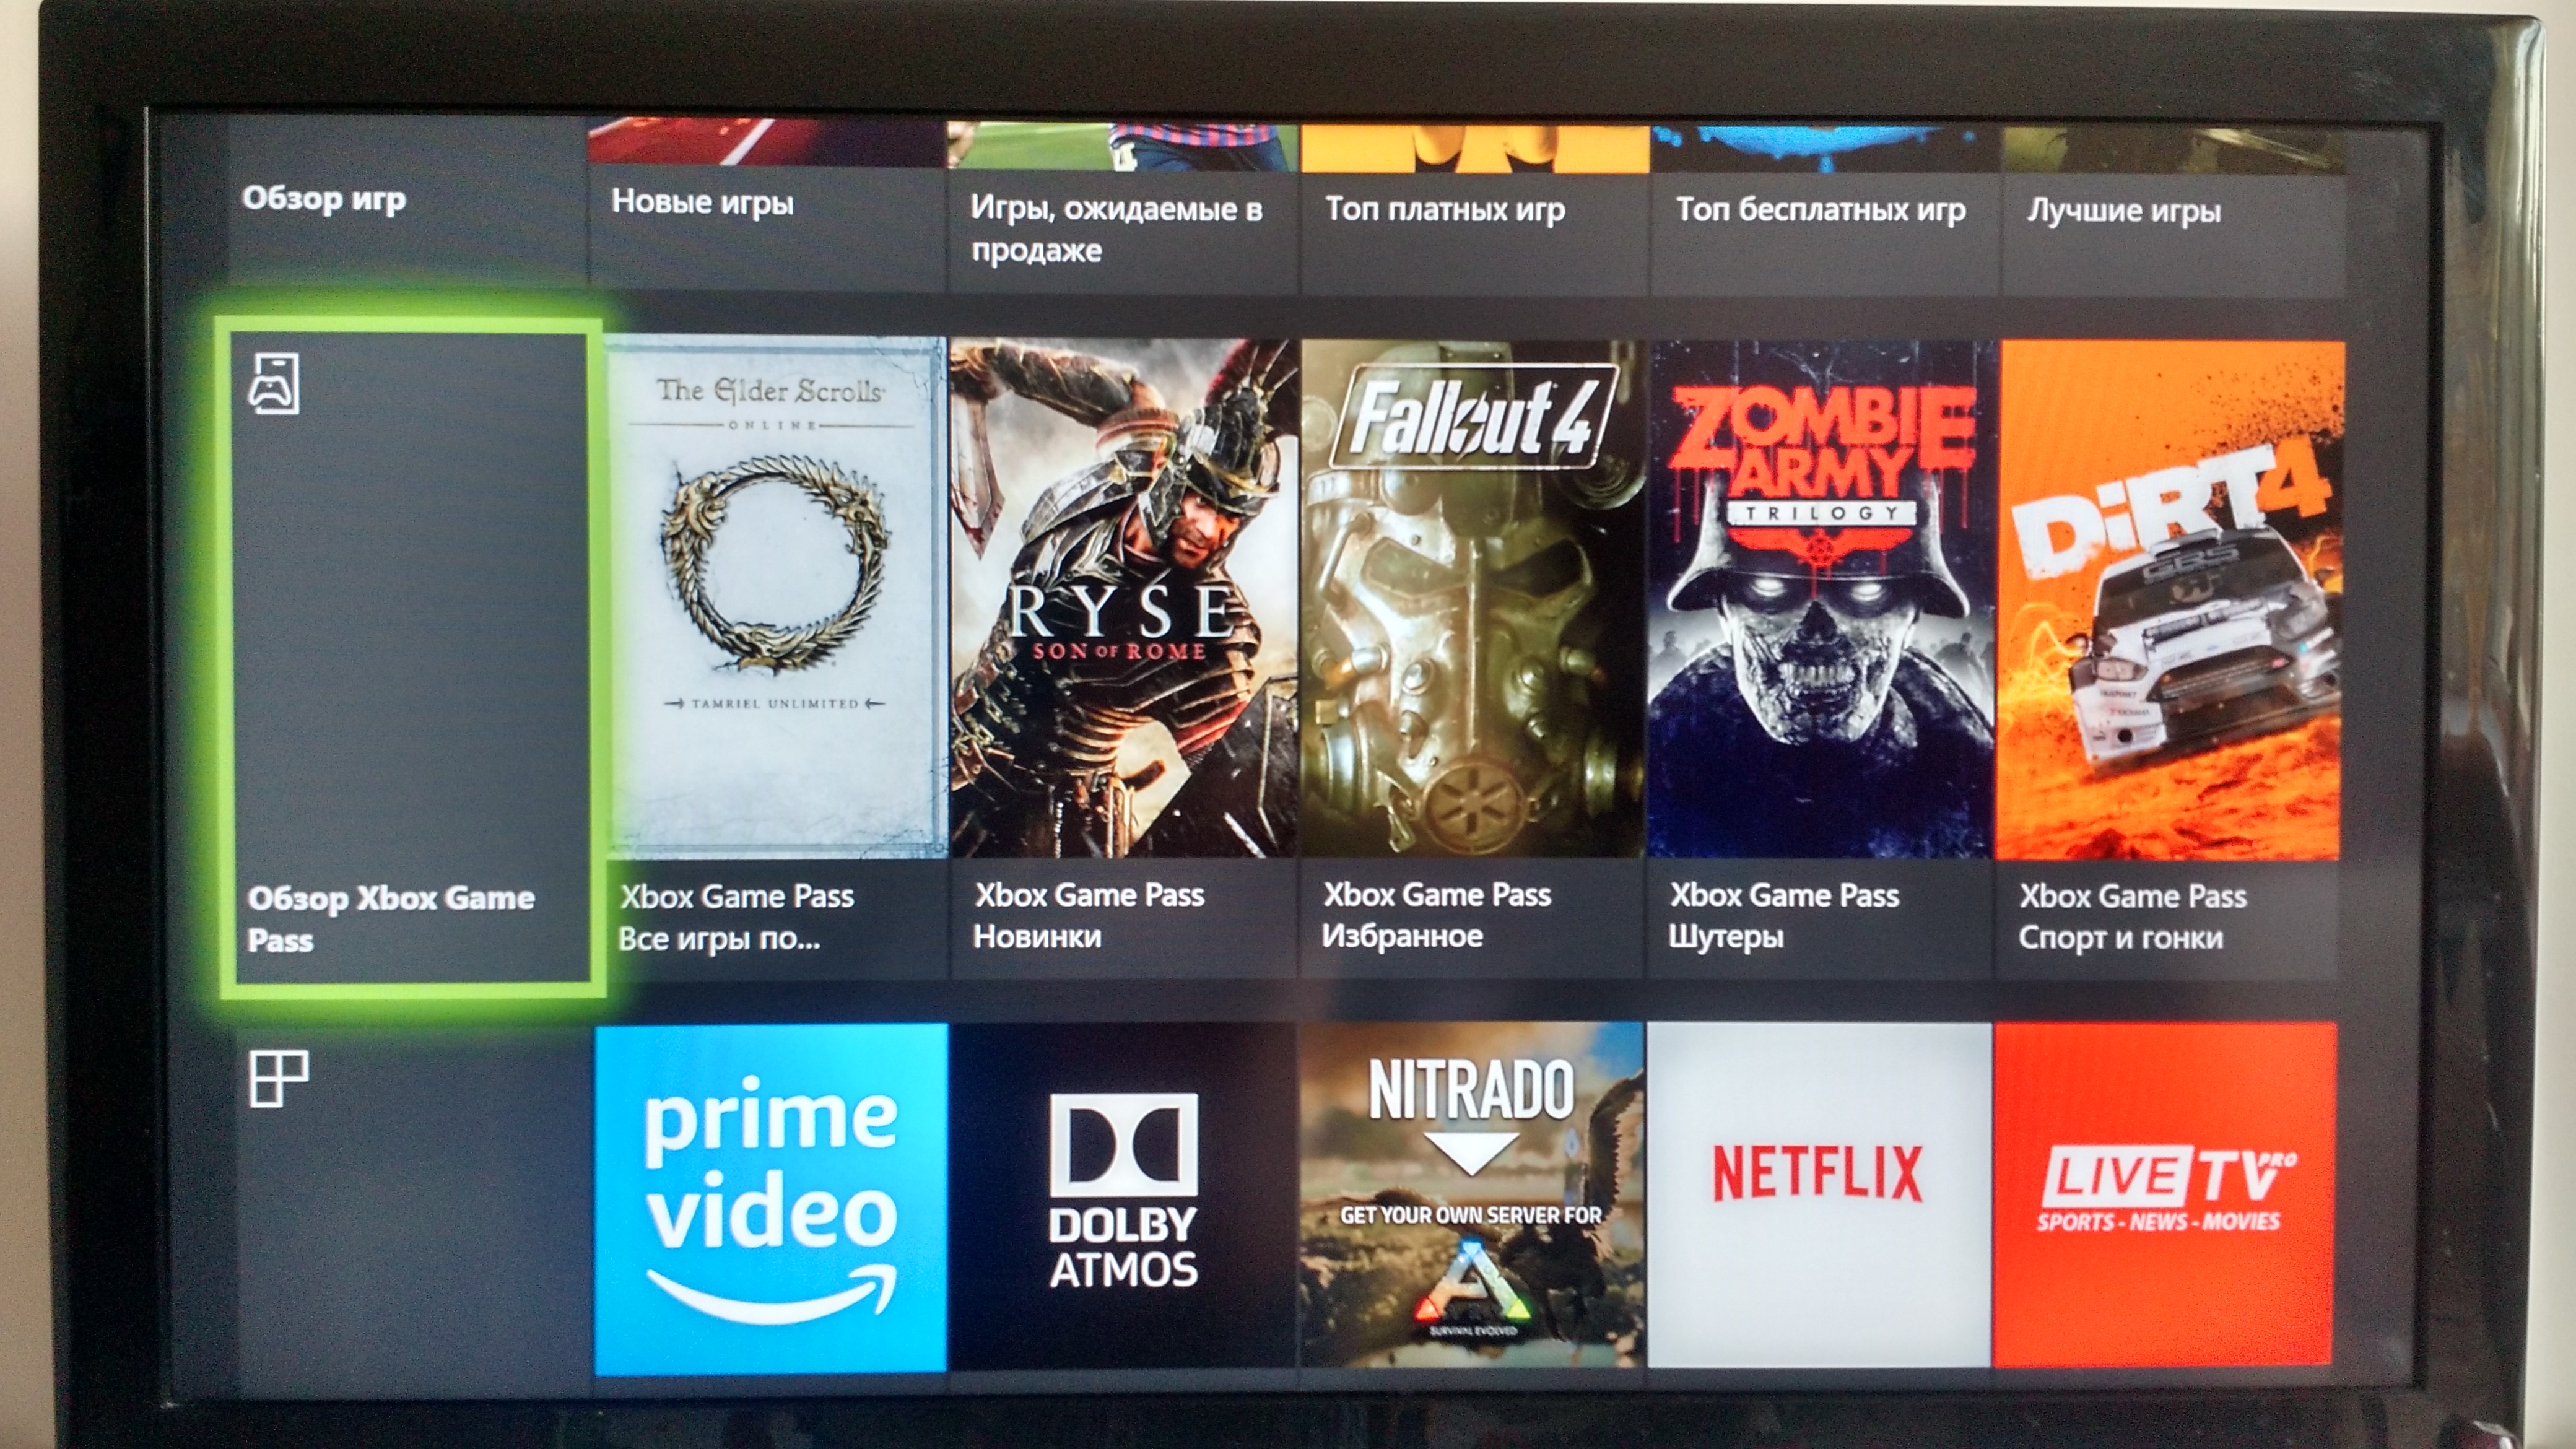 Обзор игр
Новые игры
Игры, ожидаемые в
продаже
Топ платных игр
Топ бесплатных игр
Лучшие игры
The Elder Scrolls
ONLINE
TAMRIEL UNLIMITED
RYSE
SON OF ROME
Fallout 4
ZOMBIE
ARMY
TRILOGY
DiRT 4
Обзор Xbox Game
Pass
Xbox Game Pass
Все игры по...
Xbox Game Pass
Новинки
Xbox Game Pass
Избранное
Xbox Game Pass
Шутеры
Xbox Game Pass
Спорт и гонки
prime
video
DOLBY
ATMOS
NITRADO
GET YOUR OWN SERVER FOR
SURVIVAL EVOLVED
NETFLIX
LIVE TV PRO
SPORTS - NEWS - MOVIES